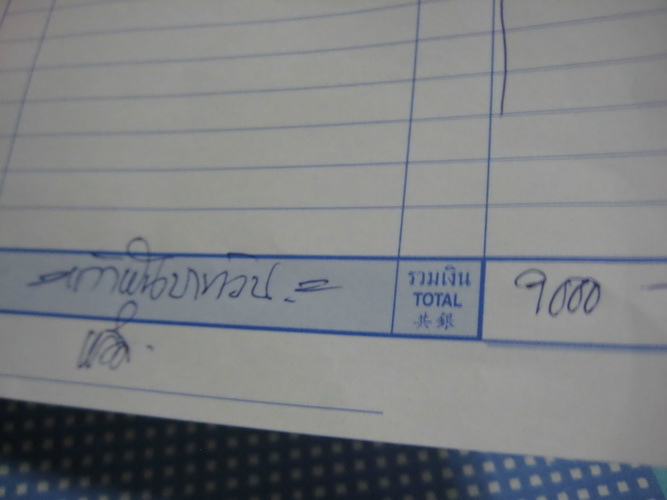 =เก้าพันบาทถ้วน.=
รวมเงิน
TOTAL
共銀
9000 -